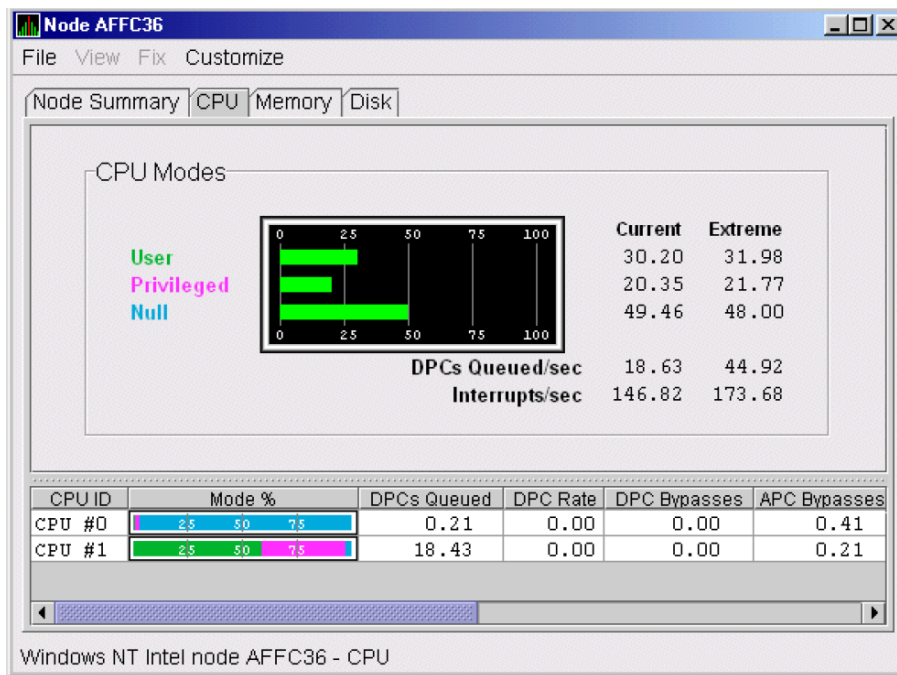 Node AFFC36
File View Fix Customize
Node Summary CPU Memory Disk
CPU Modes
Current Extreme
0 25 50 75 100
User 30.20 31.98
Privileged 20.35 21.77
Null 49.46 48.00
0 25 50 75 100
DPCs Queued/sec 18.63 44.92
Interrupts/sec 146.82 173.68
CPU ID Mode % DPCs Queued DPC Rate DPC Bypasses APC Bypasses
CPU #0 25 50 75 0.21 0.00 0.00 0.41
CPU #1 25 50 75 18.43 0.00 0.00 0.21
Windows NT Intel node AFFC36 - CPU